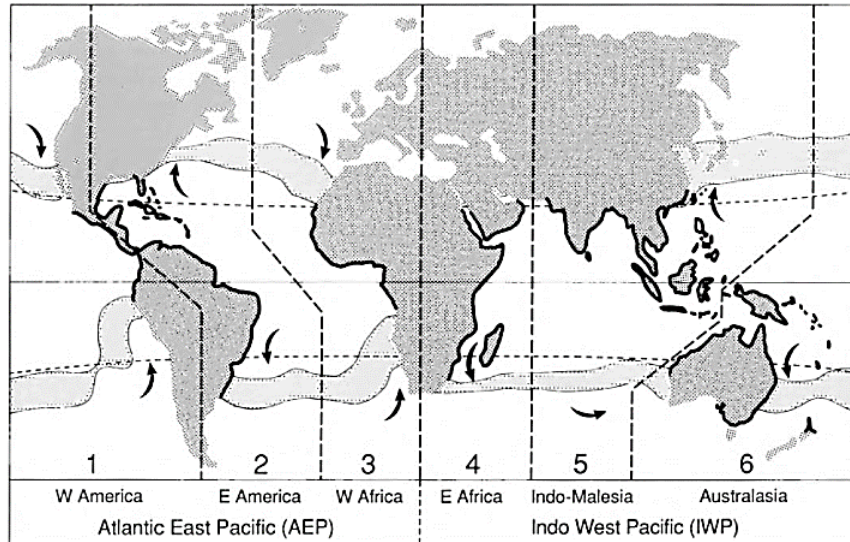 1 2 3 4 5 6
W America E America W Africa E Africa Indo-Malesia Australasia
Atlantic East Pacific (AEP) Indo West Pacific (IWP)